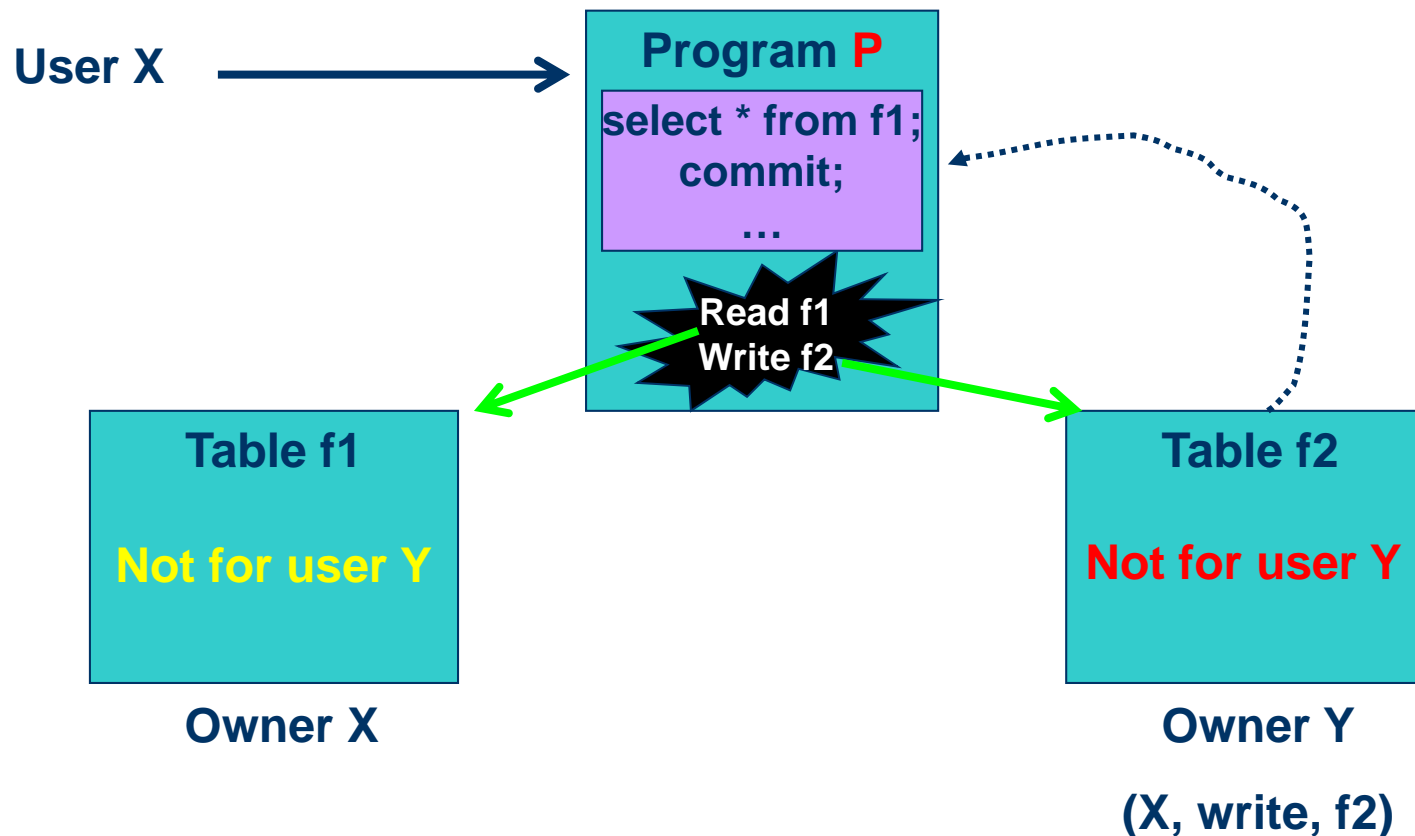 User X
Program P
select * from f1;
commit;
…
Read f1
Write f2
Table f1
Not for user Y
Owner X
Table f2
Not for user Y
Owner Y
(X, write, f2)